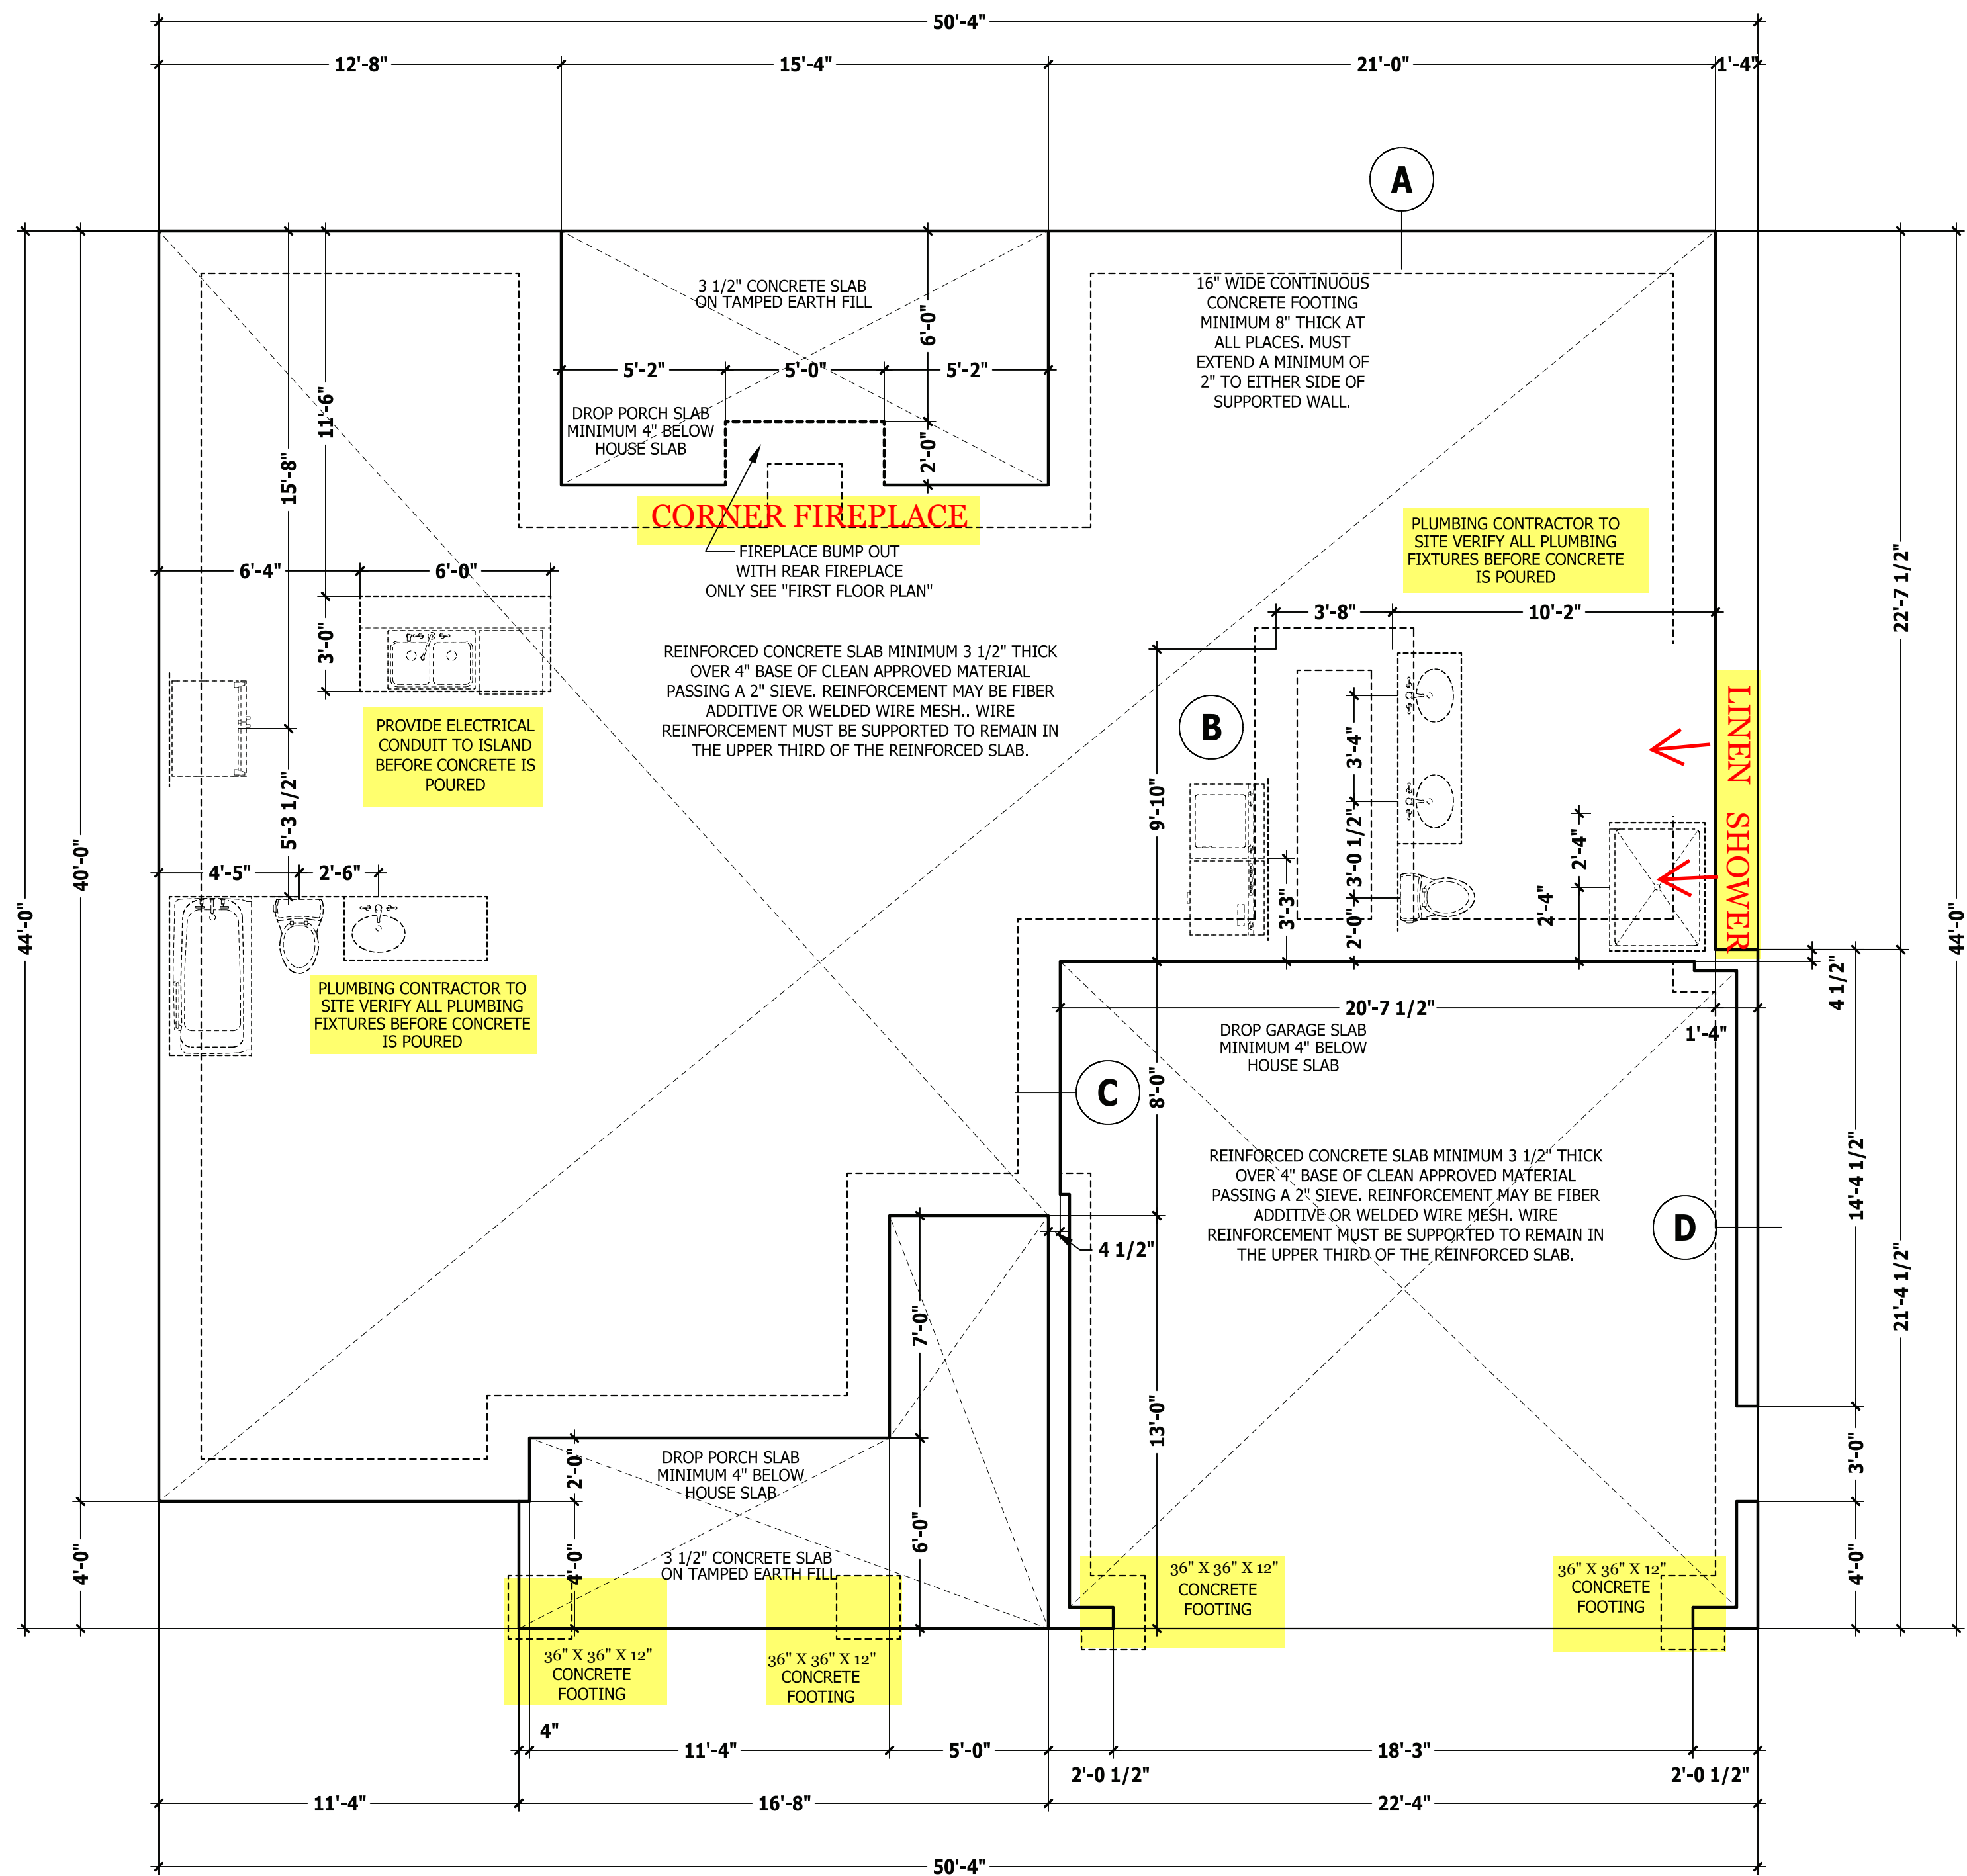 50'-4"
12'-8"
15'-4"
21'-0"
1'-4"
A
3 1/2" CONCRETE SLAB
ON TAMPED EARTH FILL
6'-0"
16" WIDE CONTINUOUS
CONCRETE FOOTING
MINIMUM 8" THICK AT
ALL PLACES. MUST
EXTEND A MINIMUM OF
2" TO EITHER SIDE OF
SUPPORTED WALL.
5'-2"
5'-0"
5'-2"
11'-6"
DROP PORCH SLAB
MINIMUM 4" BELOW
HOUSE SLAB
2'-0"
15'-8"
CORNER FIREPLACE
FIREPLACE BUMP OUT
WITH REAR FIREPLACE
ONLY SEE "FIRST FLOOR PLAN"
PLUMBING CONTRACTOR TO
SITE VERIFY ALL PLUMBING
FIXTURES BEFORE CONCRETE
IS POURED
22'-7 1/2"
6'-4"
6'-0"
3'-8"
10'-2"
3'-0"
REINFORCED CONCRETE SLAB MINIMUM 3 1/2" THICK
OVER 4" BASE OF CLEAN APPROVED MATERIAL
PASSING A 2" SIEVE. REINFORCEMENT MAY BE FIBER
ADDITIVE OR WELDED WIRE MESH.. WIRE
REINFORCEMENT MUST BE SUPPORTED TO REMAIN IN
THE UPPER THIRD OF THE REINFORCED SLAB.
B
3'-4"
LINEN SHOWER
PROVIDE ELECTRICAL
CONDUIT TO ISLAND
BEFORE CONCRETE IS
POURED
5'-3 1/2"
9'-10"
3'-0 1/2"
2'-4"
40'-0"
44'-0"
4'-5"
2'-6"
3'-3"
2'-0"
2'-4"
44'-0"
PLUMBING CONTRACTOR TO
SITE VERIFY ALL PLUMBING
FIXTURES BEFORE CONCRETE
IS POURED
4 1/2"
20'-7 1/2"
1'-4"
DROP GARAGE SLAB
MINIMUM 4" BELOW
HOUSE SLAB
C
8'-0"
REINFORCED CONCRETE SLAB MINIMUM 3 1/2" THICK
OVER 4" BASE OF CLEAN APPROVED MATERIAL
PASSING A 2" SIEVE. REINFORCEMENT MAY BE FIBER
ADDITIVE OR WELDED WIRE MESH. WIRE
REINFORCEMENT MUST BE SUPPORTED TO REMAIN IN
THE UPPER THIRD OF THE REINFORCED SLAB.
14'-4 1/2"
D
4 1/2"
21'-4 1/2"
7'-0"
13'-0"
2'-0"
DROP PORCH SLAB
MINIMUM 4" BELOW
HOUSE SLAB
3'-0"
6'-0"
4'-0"
4'-0"
3 1/2" CONCRETE SLAB
ON TAMPED EARTH FILL
36" X 36" X 12"
CONCRETE
FOOTING
36" X 36" X 12"
CONCRETE
FOOTING
4'-0"
36" X 36" X 12"
CONCRETE
FOOTING
36" X 36" X 12"
CONCRETE
FOOTING
4"
11'-4"
5'-0"
18'-3"
2'-0 1/2"
2'-0 1/2"
11'-4"
16'-8"
22'-4"
50'-4"